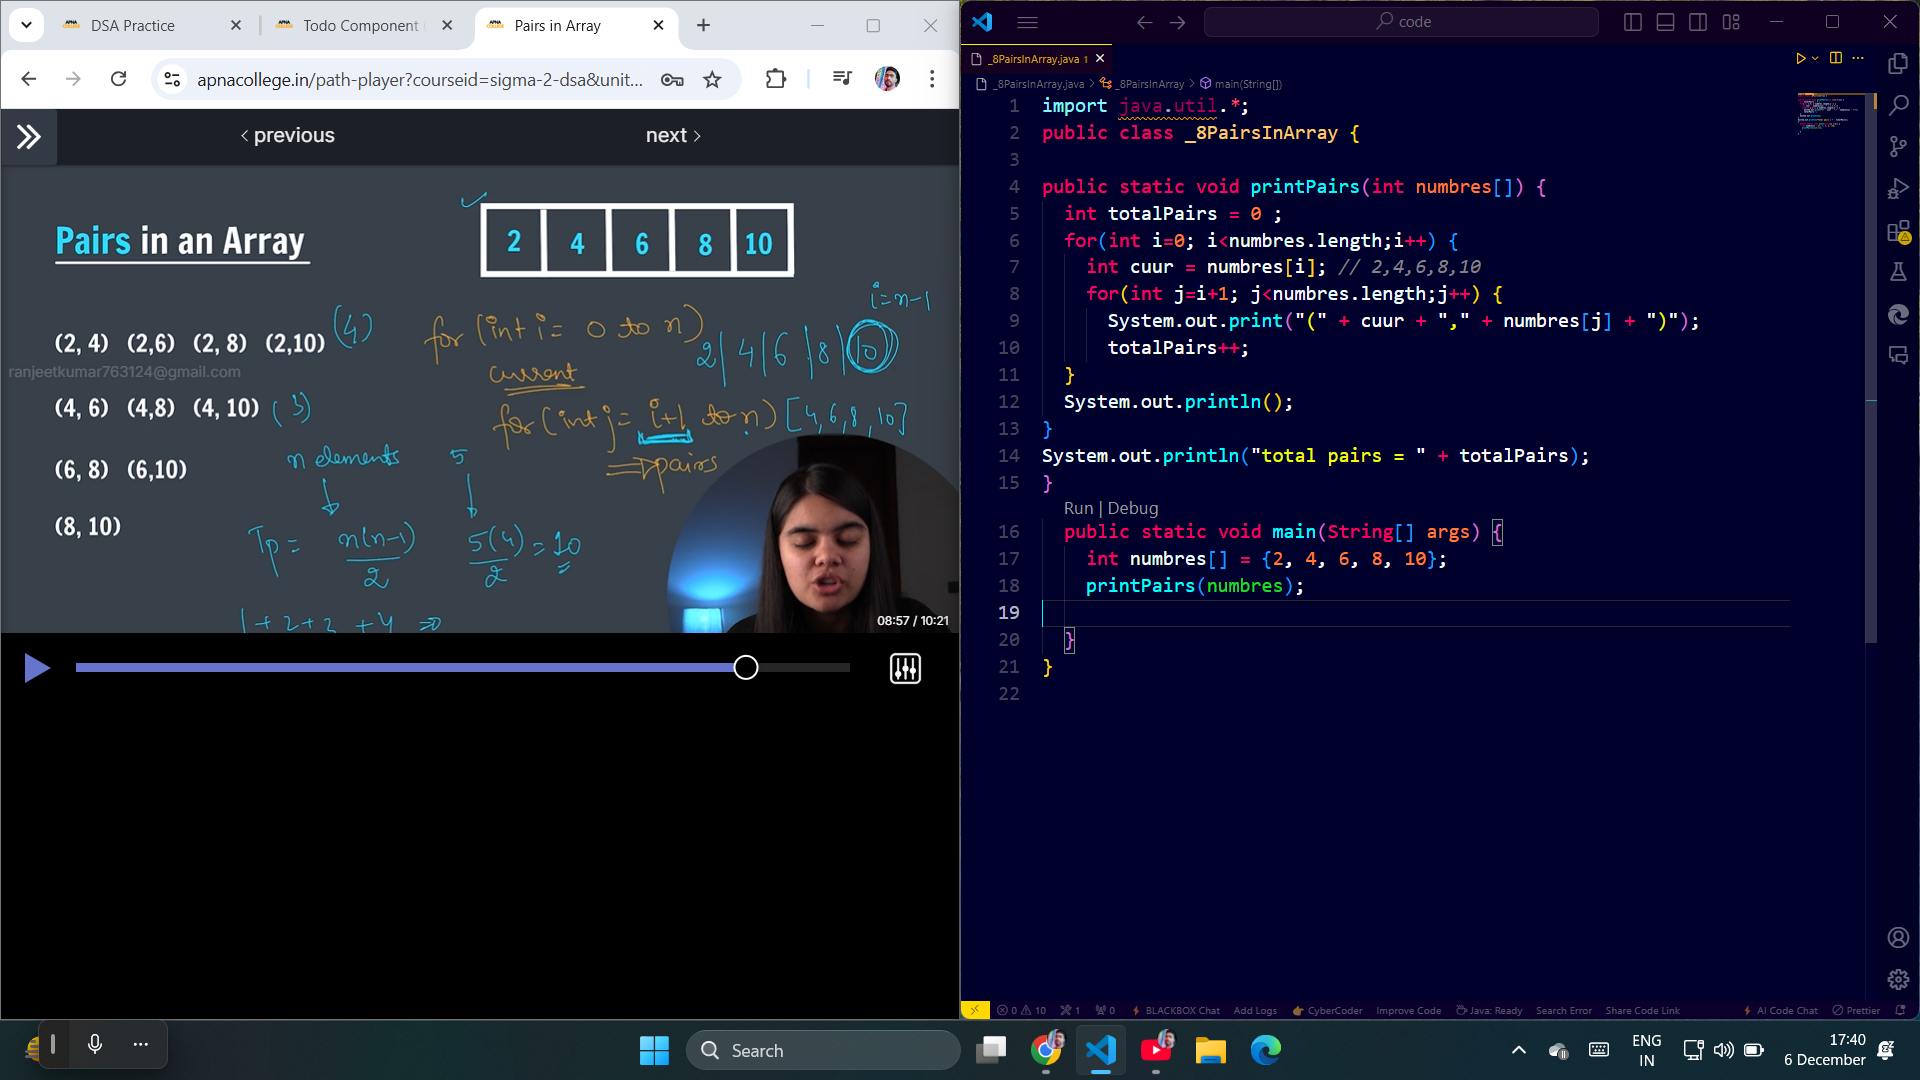 DSA Practice
Todo Component
Pairs in Array
apnacollege.in/path-player?courseid=sigma-2-dsa&unit...
previous
next
Pairs in an Array
2 4 6 8 10
i=n-1
(2, 4) (2,6) (2, 8) (2,10) (4)
for (int i = 0 to n)
2| 4| 6 |8| 10
ranjeetkumar763124@gmail.com
current
(4, 6) (4,8) (4, 10) (3)
for (int j = i+1 to n) [4,6,8,10]
n elements 5
⇒ pairs
(6, 8) (6,10)
(8, 10)
Tp = n(n-1)/2 5(4)/2 = 10
1+2+3+4 ⇒
08:57 / 10:21
code
_8PairsInArray.java 1
_8PairsInArray.java > _8PairsInArray > main(String[])
1 import java.util.*;
2 public class _8PairsInArray {
3
4 public static void printPairs(int numbres[]) {
5 int totalPairs = 0 ;
6 for(int i=0; i<numbres.length;i++) {
7 int cuur = numbres[i]; // 2,4,6,8,10
8 for(int j=i+1; j<numbres.length;j++) {
9 System.out.print("(" + cuur + "," + numbres[j] + ")");
10 totalPairs++;
11 }
12 System.out.println();
13 }
14 System.out.println("total pairs = " + totalPairs);
15 }
Run | Debug
16 public static void main(String[] args) {
17 int numbres[] = {2, 4, 6, 8, 10};
18 printPairs(numbres);
19
20 }
21 }
22
0 10 1 0 BLACKBOX Chat Add Logs CyberCoder Improve Code Java: Ready Search Error Share Code Link AI Code Chat Prettier
Search
ENG
IN
17:40
6 December